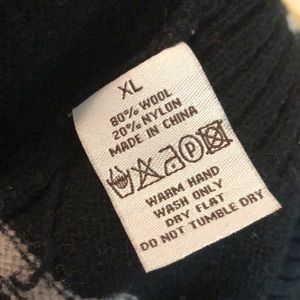 XL
80% WOOL
20% NYLON
MADE IN CHINA
P
WARM HAND
WASH ONLY
DRY FLAT
DO NOT TUMBLE DRY